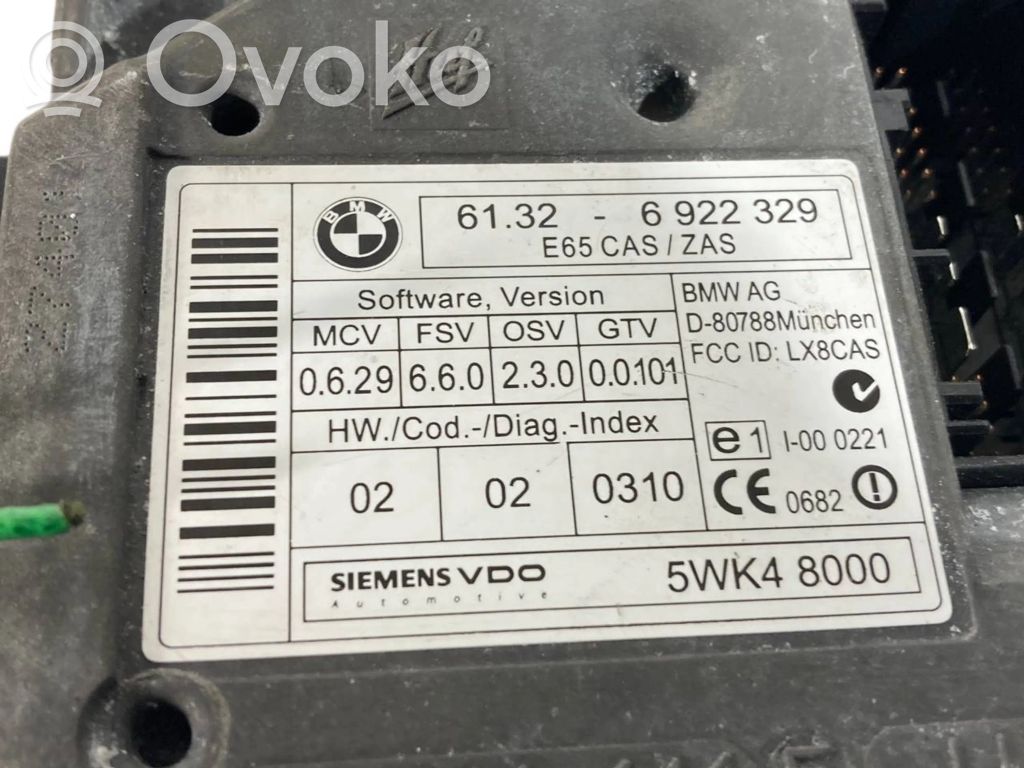 Ovoko
27401
BMW
61.32 - 6 922 329
E65 CAS / ZAS
Software, Version
MCV FSV OSV GTV
0.6.29 6.6.0 2.3.0 0.0.101
HW./Cod.-/Diag.-Index
02 02 0310
BMW AG
D-80788München
FCC ID: LX8CAS
e1 I-00 0221
CE 0682
SIEMENS VDO
Automotive
5WK4 8000